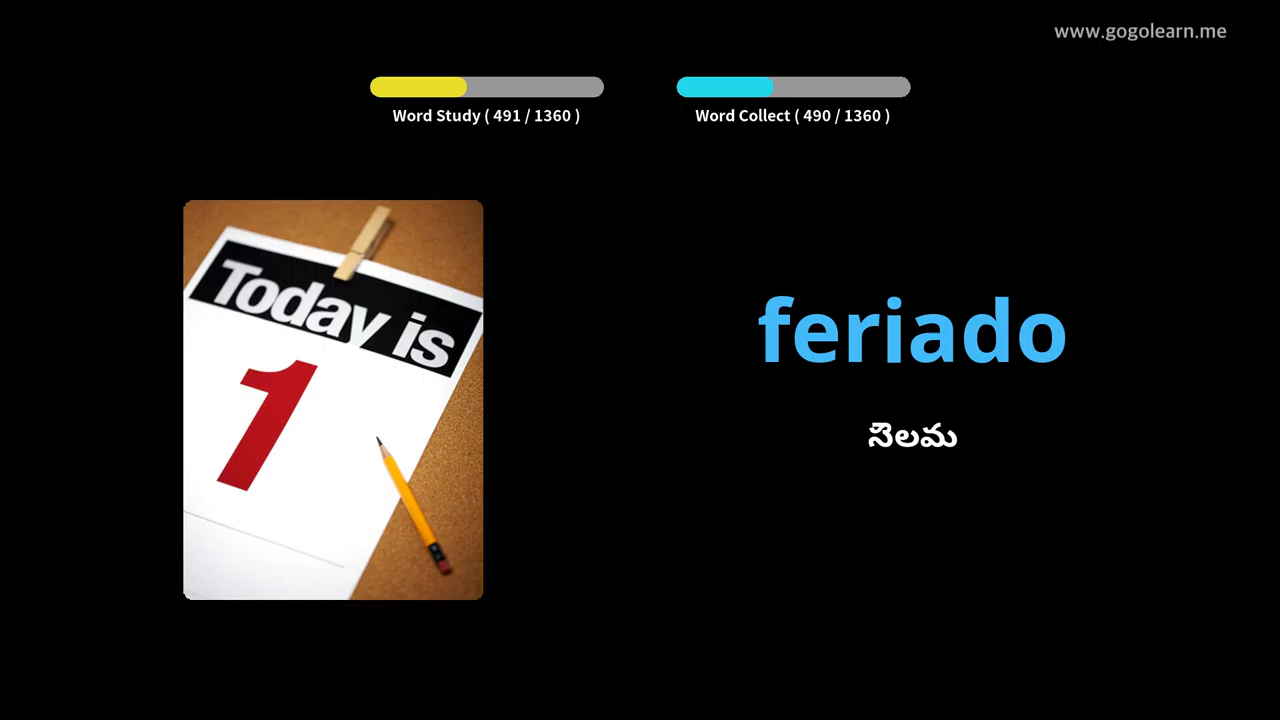 www.gogolearn.me
Word Study ( 491 / 1360 )
Word Collect ( 490 / 1360 )
Today is
1
feriado
సెలవు